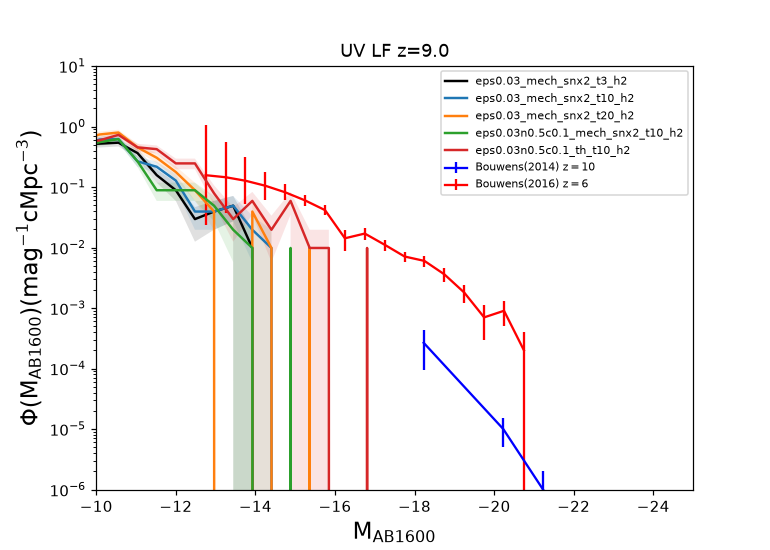 UV LF z=9.0
eps0.03_mech_snx2_t3_h2
eps0.03_mech_snx2_t10_h2
eps0.03_mech_snx2_t20_h2
eps0.03n0.5c0.1_mech_snx2_t10_h2
eps0.03n0.5c0.1_th_t10_h2
Bouwens(2014) z = 10
Bouwens(2016) z = 6
Φ(M_AB1600)(mag⁻¹cMpc⁻³)
10¹
10⁰
10⁻¹
10⁻²
10⁻³
10⁻⁴
10⁻⁵
10⁻⁶
−10 −12 −14 −16 −18 −20 −22 −24
M_AB1600